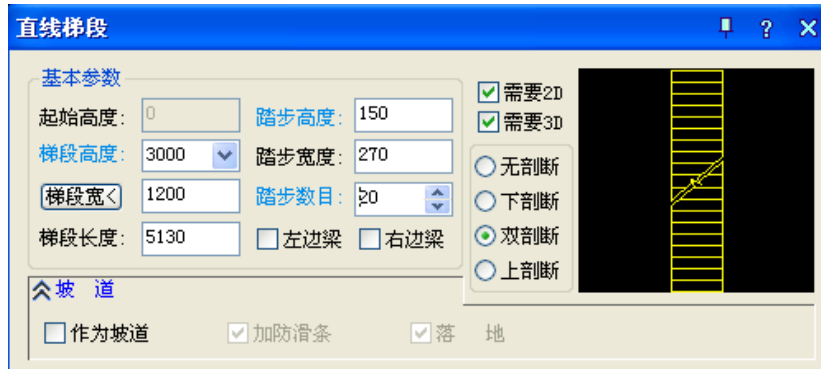 直线梯段
?
基本参数
起始高度: 0 踏步高度: 150
梯段高度: 3000 踏步宽度: 270
梯段宽< 1200 踏步数目: 20
梯段长度: 5130 左边梁 右边梁
需要2D
需要3D
无剖断
下剖断
双剖断
上剖断
坡 道
作为坡道 加防滑条 落 地